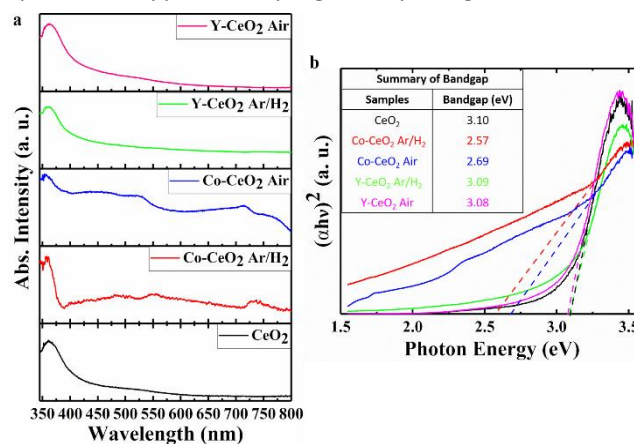 a
Y-CeO2 Air
Y-CeO2 Ar/H2
Co-CeO2 Air
Co-CeO2 Ar/H2
CeO2
Abs. Intensity (a. u.)
350 400 450 500 550 600 650 700 750 800
Wavelength (nm)
b
Summary of Bandgap
Samples Bandgap (eV)
CeO2 3.10
Co-CeO2 Ar/H2 2.57
Co-CeO2 Air 2.69
Y-CeO2 Ar/H2 3.09
Y-CeO2 Air 3.08
(αhν)2 (a. u.)
1.5 2.0 2.5 3.0 3.5
Photon Energy (eV)